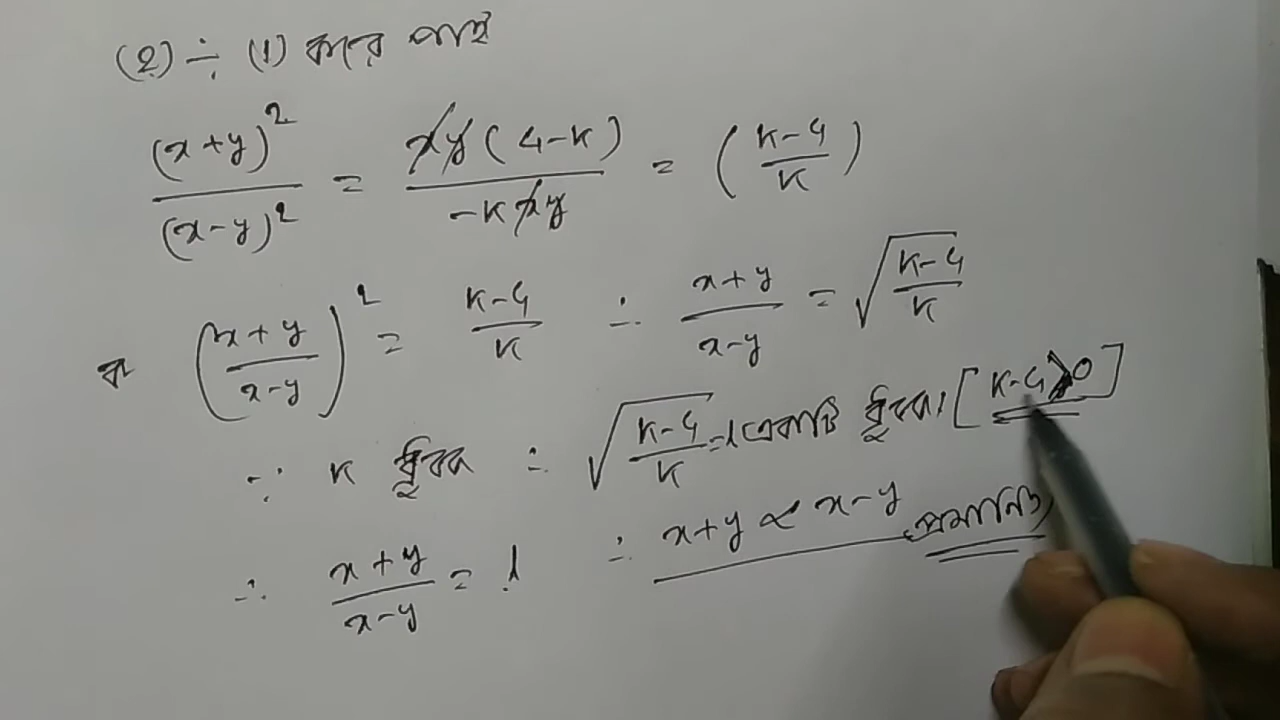 (2) ÷ (1) করে পাই
(x+y)² / (x-y)² = xy(4-k) / -kxy = (k-4 / k)
বা (x+y / x-y)² = k-4 / k ∴ x+y / x-y = √(k-4 / k)
∵ k ধ্রুবক ∴ √(k-4 / k) = l একটি ধ্রুবক। [k-4>0]
∴ x+y / x-y = l ∴ x+y ∝ x-y প্রমাণিত